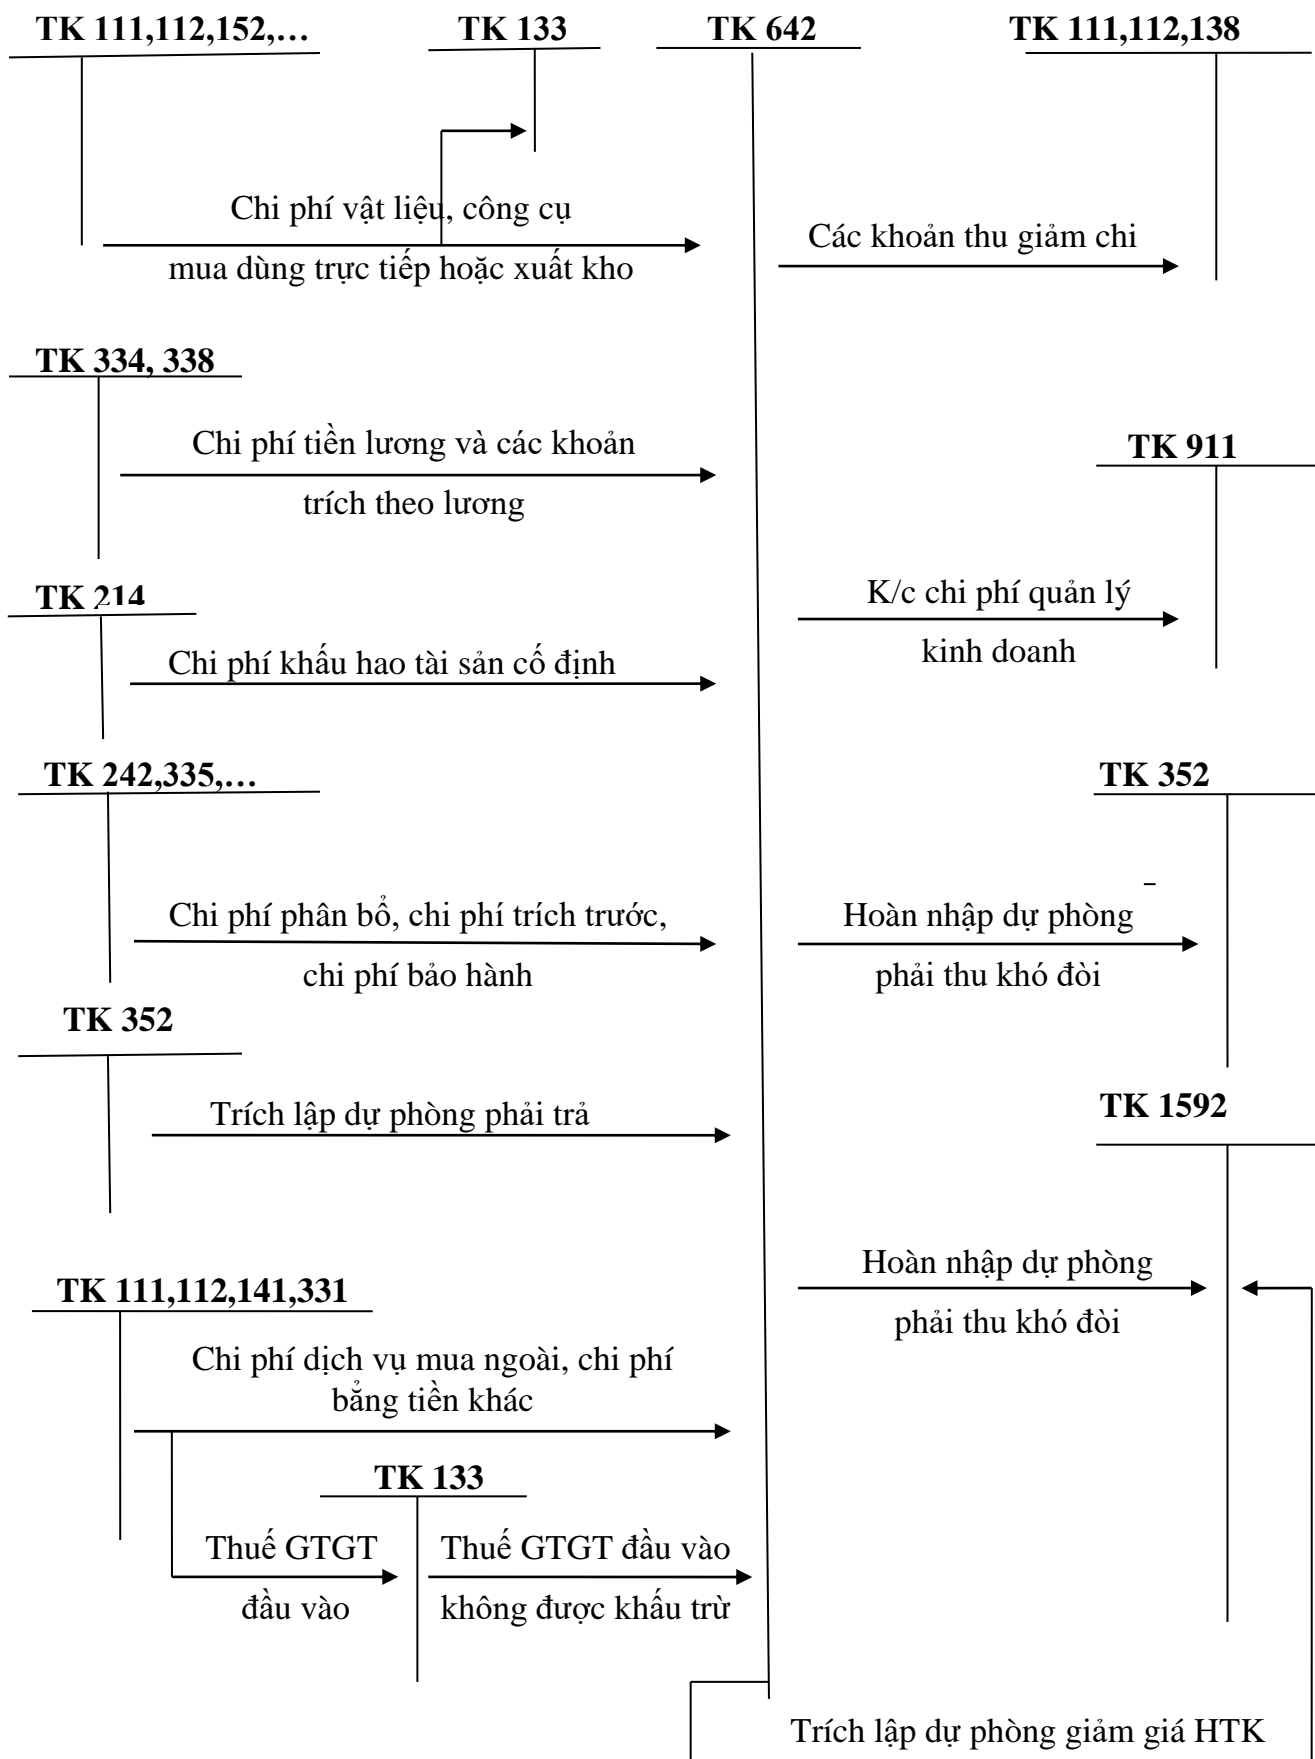 TK 111,112,152,…
TK 133
TK 642
TK 111,112,138
Chi phí vật liệu, công cụ
mua dùng trực tiếp hoặc xuất kho
Các khoản thu giảm chi
TK 334, 338
Chi phí tiền lương và các khoản
trích theo lương
TK 911
TK 214
K/c chi phí quản lý
kinh doanh
Chi phí khấu hao tài sản cố định
TK 242,335,…
TK 352
Chi phí phân bổ, chi phí trích trước,
chi phí bảo hành
Hoàn nhập dự phòng
phải thu khó đòi
TK 352
Trích lập dự phòng phải trả
TK 1592
Hoàn nhập dự phòng
phải thu khó đòi
TK 111,112,141,331
Chi phí dịch vụ mua ngoài, chi phí
bằng tiền khác
TK 133
Thuế GTGT
đầu vào
Thuế GTGT đầu vào
không được khấu trừ
Trích lập dự phòng giảm giá HTK